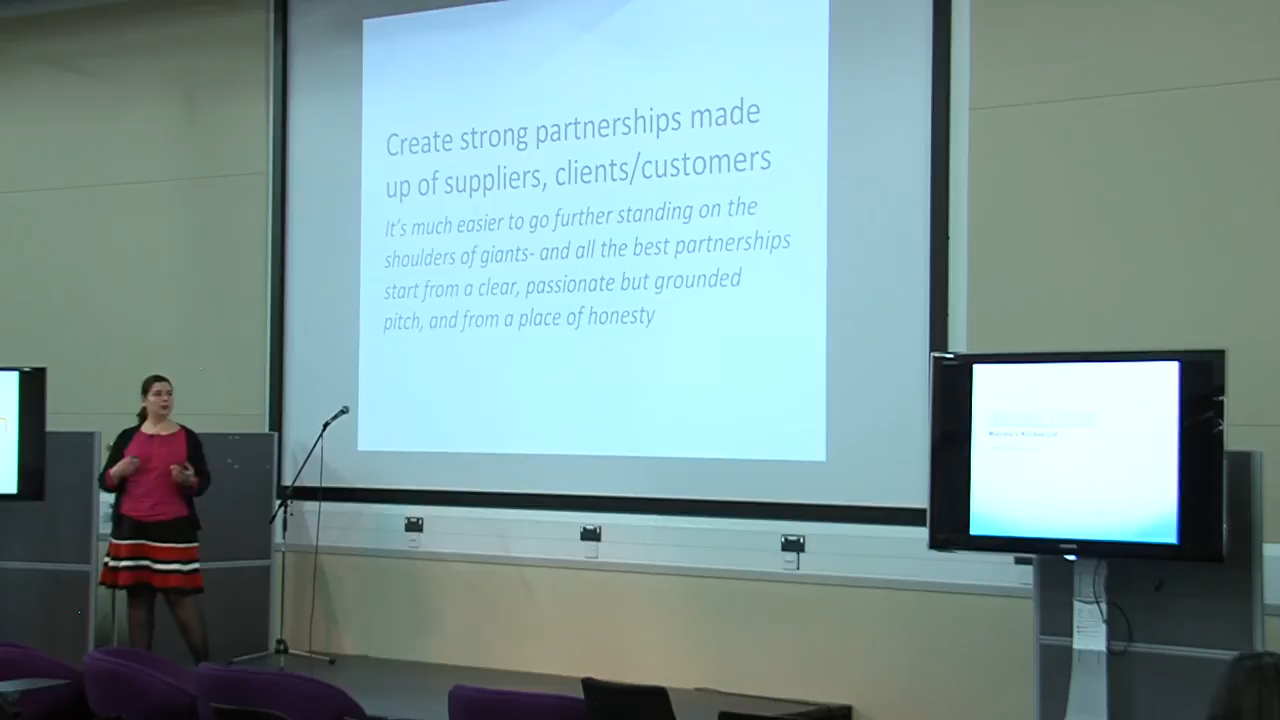 Create strong partnerships made
up of suppliers, clients/customers
It's much easier to go further standing on the
shoulders of giants- and all the best partnerships
start from a clear, passionate but grounded
pitch, and from a place of honesty